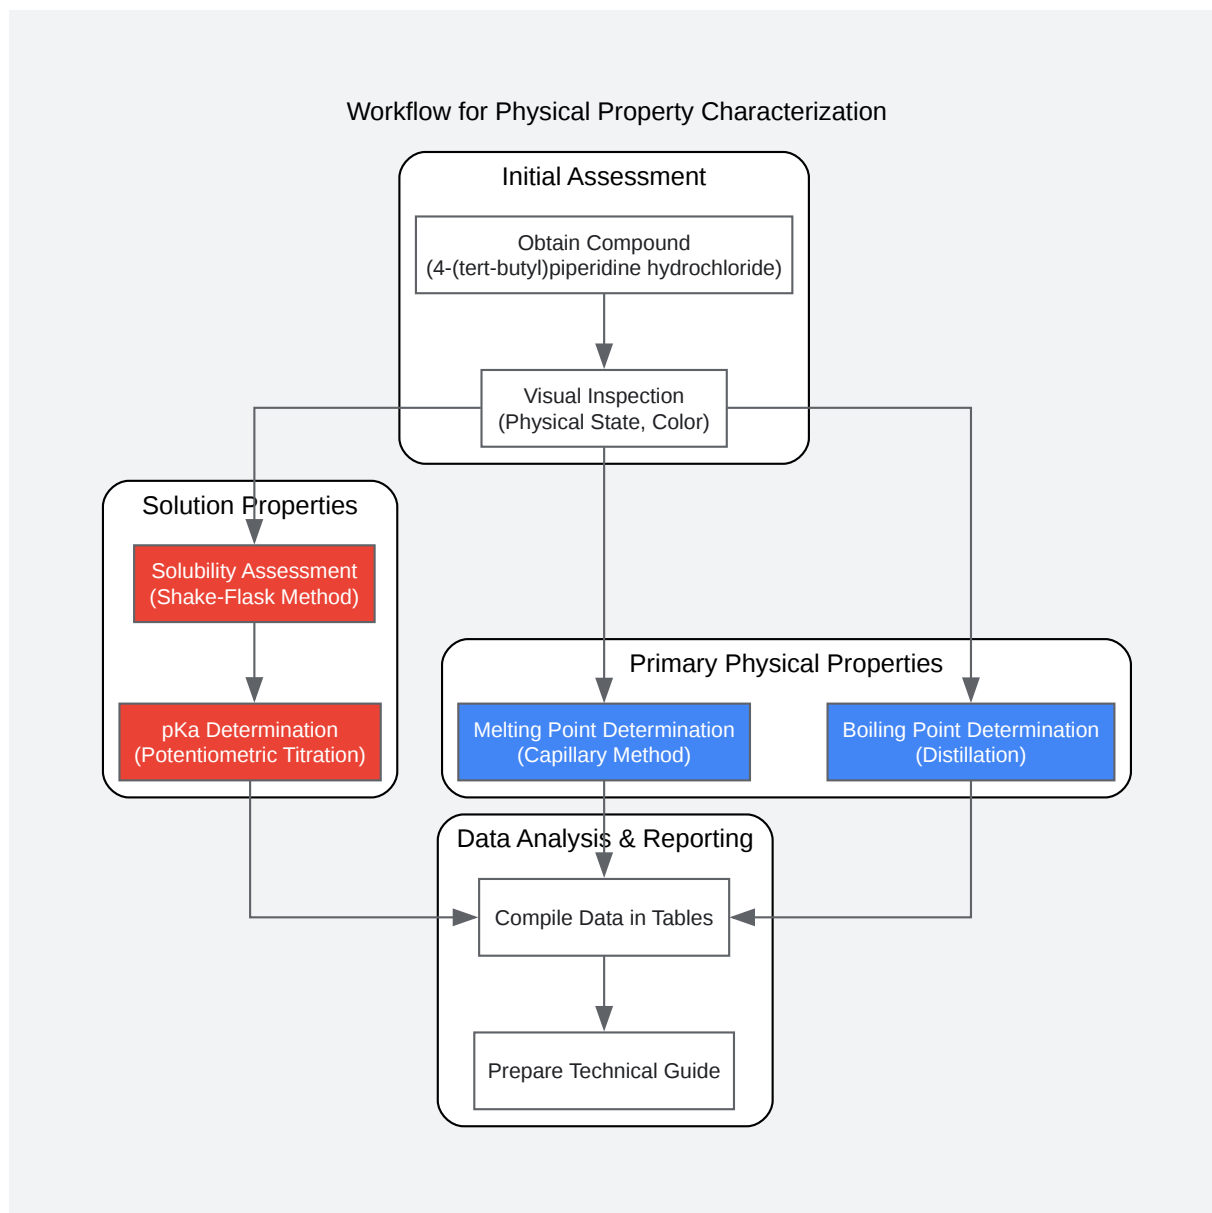 Workflow for Physical Property Characterization
Initial Assessment
Obtain Compound
(4-(tert-butyl)piperidine hydrochloride)
Visual Inspection
(Physical State, Color)
Solution Properties
Solubility Assessment
(Shake-Flask Method)
pKa Determination
(Potentiometric Titration)
Primary Physical Properties
Melting Point Determination
(Capillary Method)
Boiling Point Determination
(Distillation)
Data Analysis & Reporting
Compile Data in Tables
Prepare Technical Guide